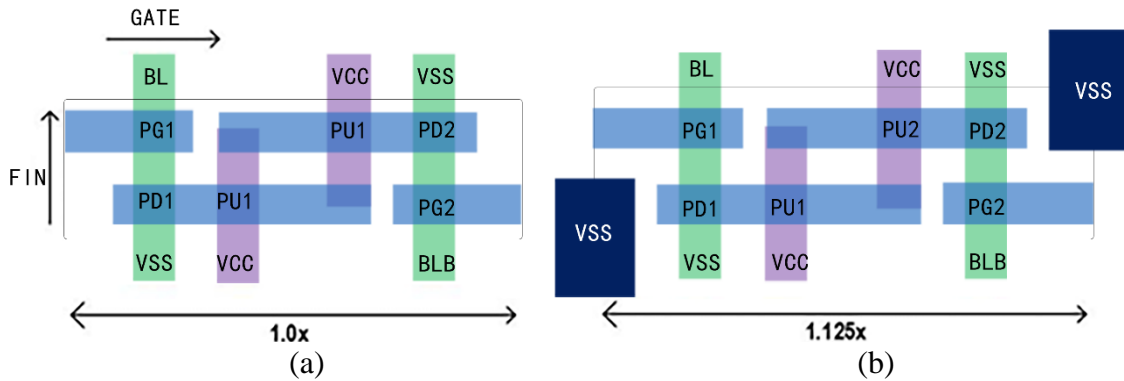 GATE
BL
VCC
VSS
PG1
PU1
PD2
FIN
PD1
PU1
PG2
VSS
VCC
BLB
1.0x
(a)
BL
VCC
VSS
VSS
PG1
PU2
PD2
PD1
PU1
PG2
VSS
VSS
VCC
BLB
1.125x
(b)